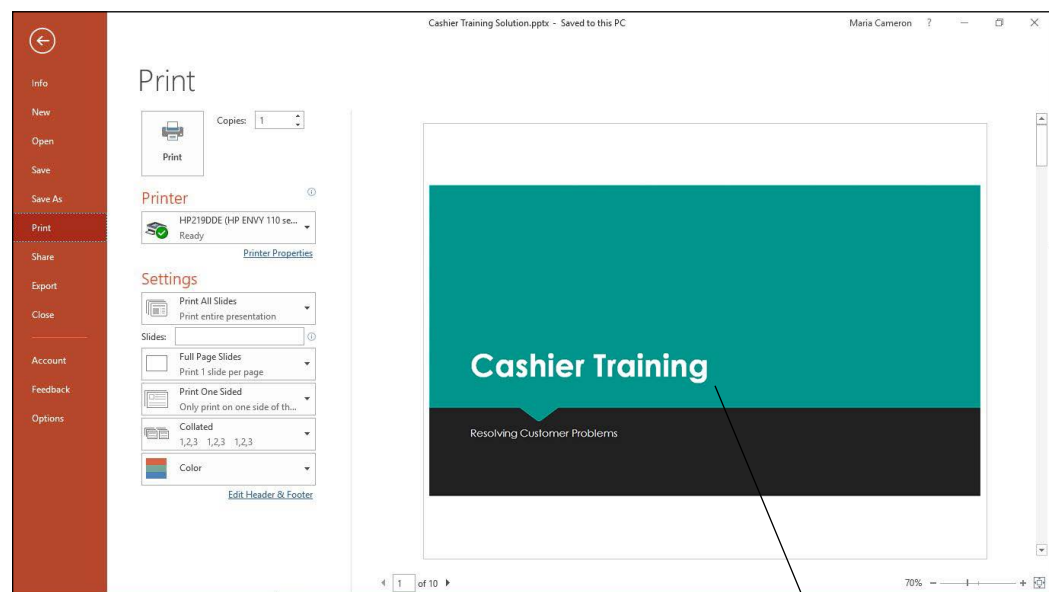 Cashier Training Solution.pptx - Saved to this PC
Maria Cameron ?
Info
New
Open
Save
Save As
Print
Share
Export
Close
Account
Feedback
Options
Print
Copies: 1
Print
Printer
HP219DDE (HP ENVY 110 se...
Ready
Printer Properties
Settings
Print All Slides
Print entire presentation
Slides:
Full Page Slides
Print 1 slide per page
Print One Sided
Only print on one side of th...
Collated
1,2,3 1,2,3 1,2,3
Color
Edit Header & Footer
Cashier Training
Resolving Customer Problems
1 of 10
70%